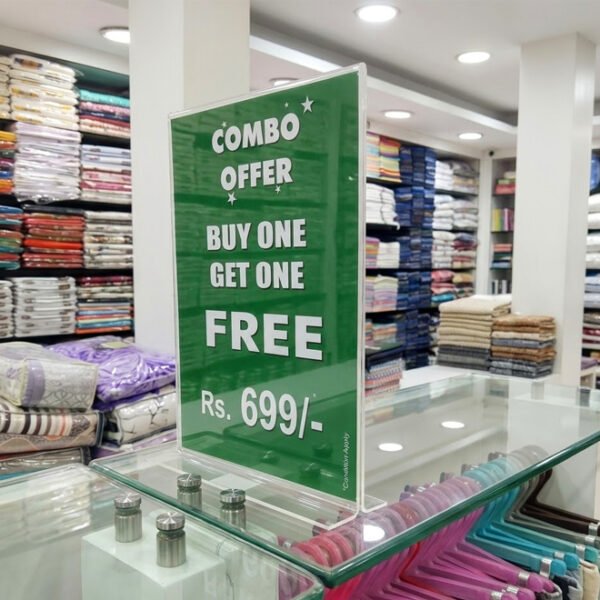 COMBO
OFFER
BUY ONE
GET ONE
FREE
Rs. 699/-
*Condition Apply